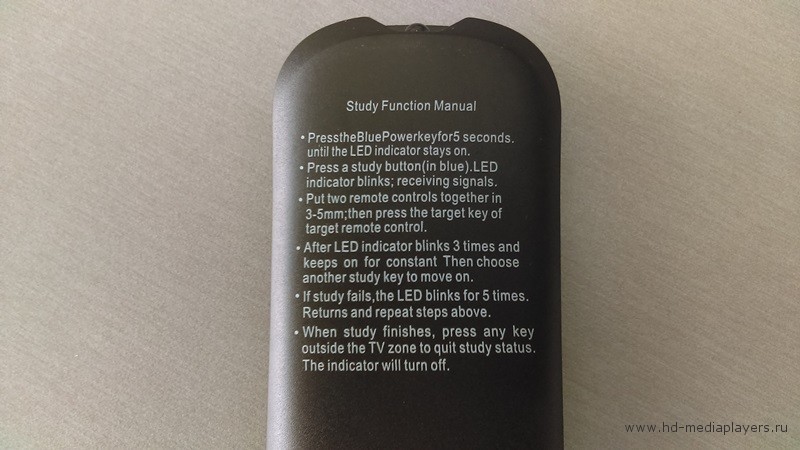 Study Function Manual
• PresstheBluePowerkeyfor5 seconds.
until the LED indicator stays on.
• Press a study button(in blue).LED
indicator blinks; receiving signals.
• Put two remote controls together in
3-5mm;then press the target key of
target remote control.
• After LED indicator blinks 3 times and
keeps on for constant Then choose
another study key to move on.
• If study fails,the LED blinks for 5 times.
Returns and repeat steps above.
• When study finishes, press any key
outside the TV zone to quit study status.
The indicator will turn off.
www.hd-mediaplayers.ru